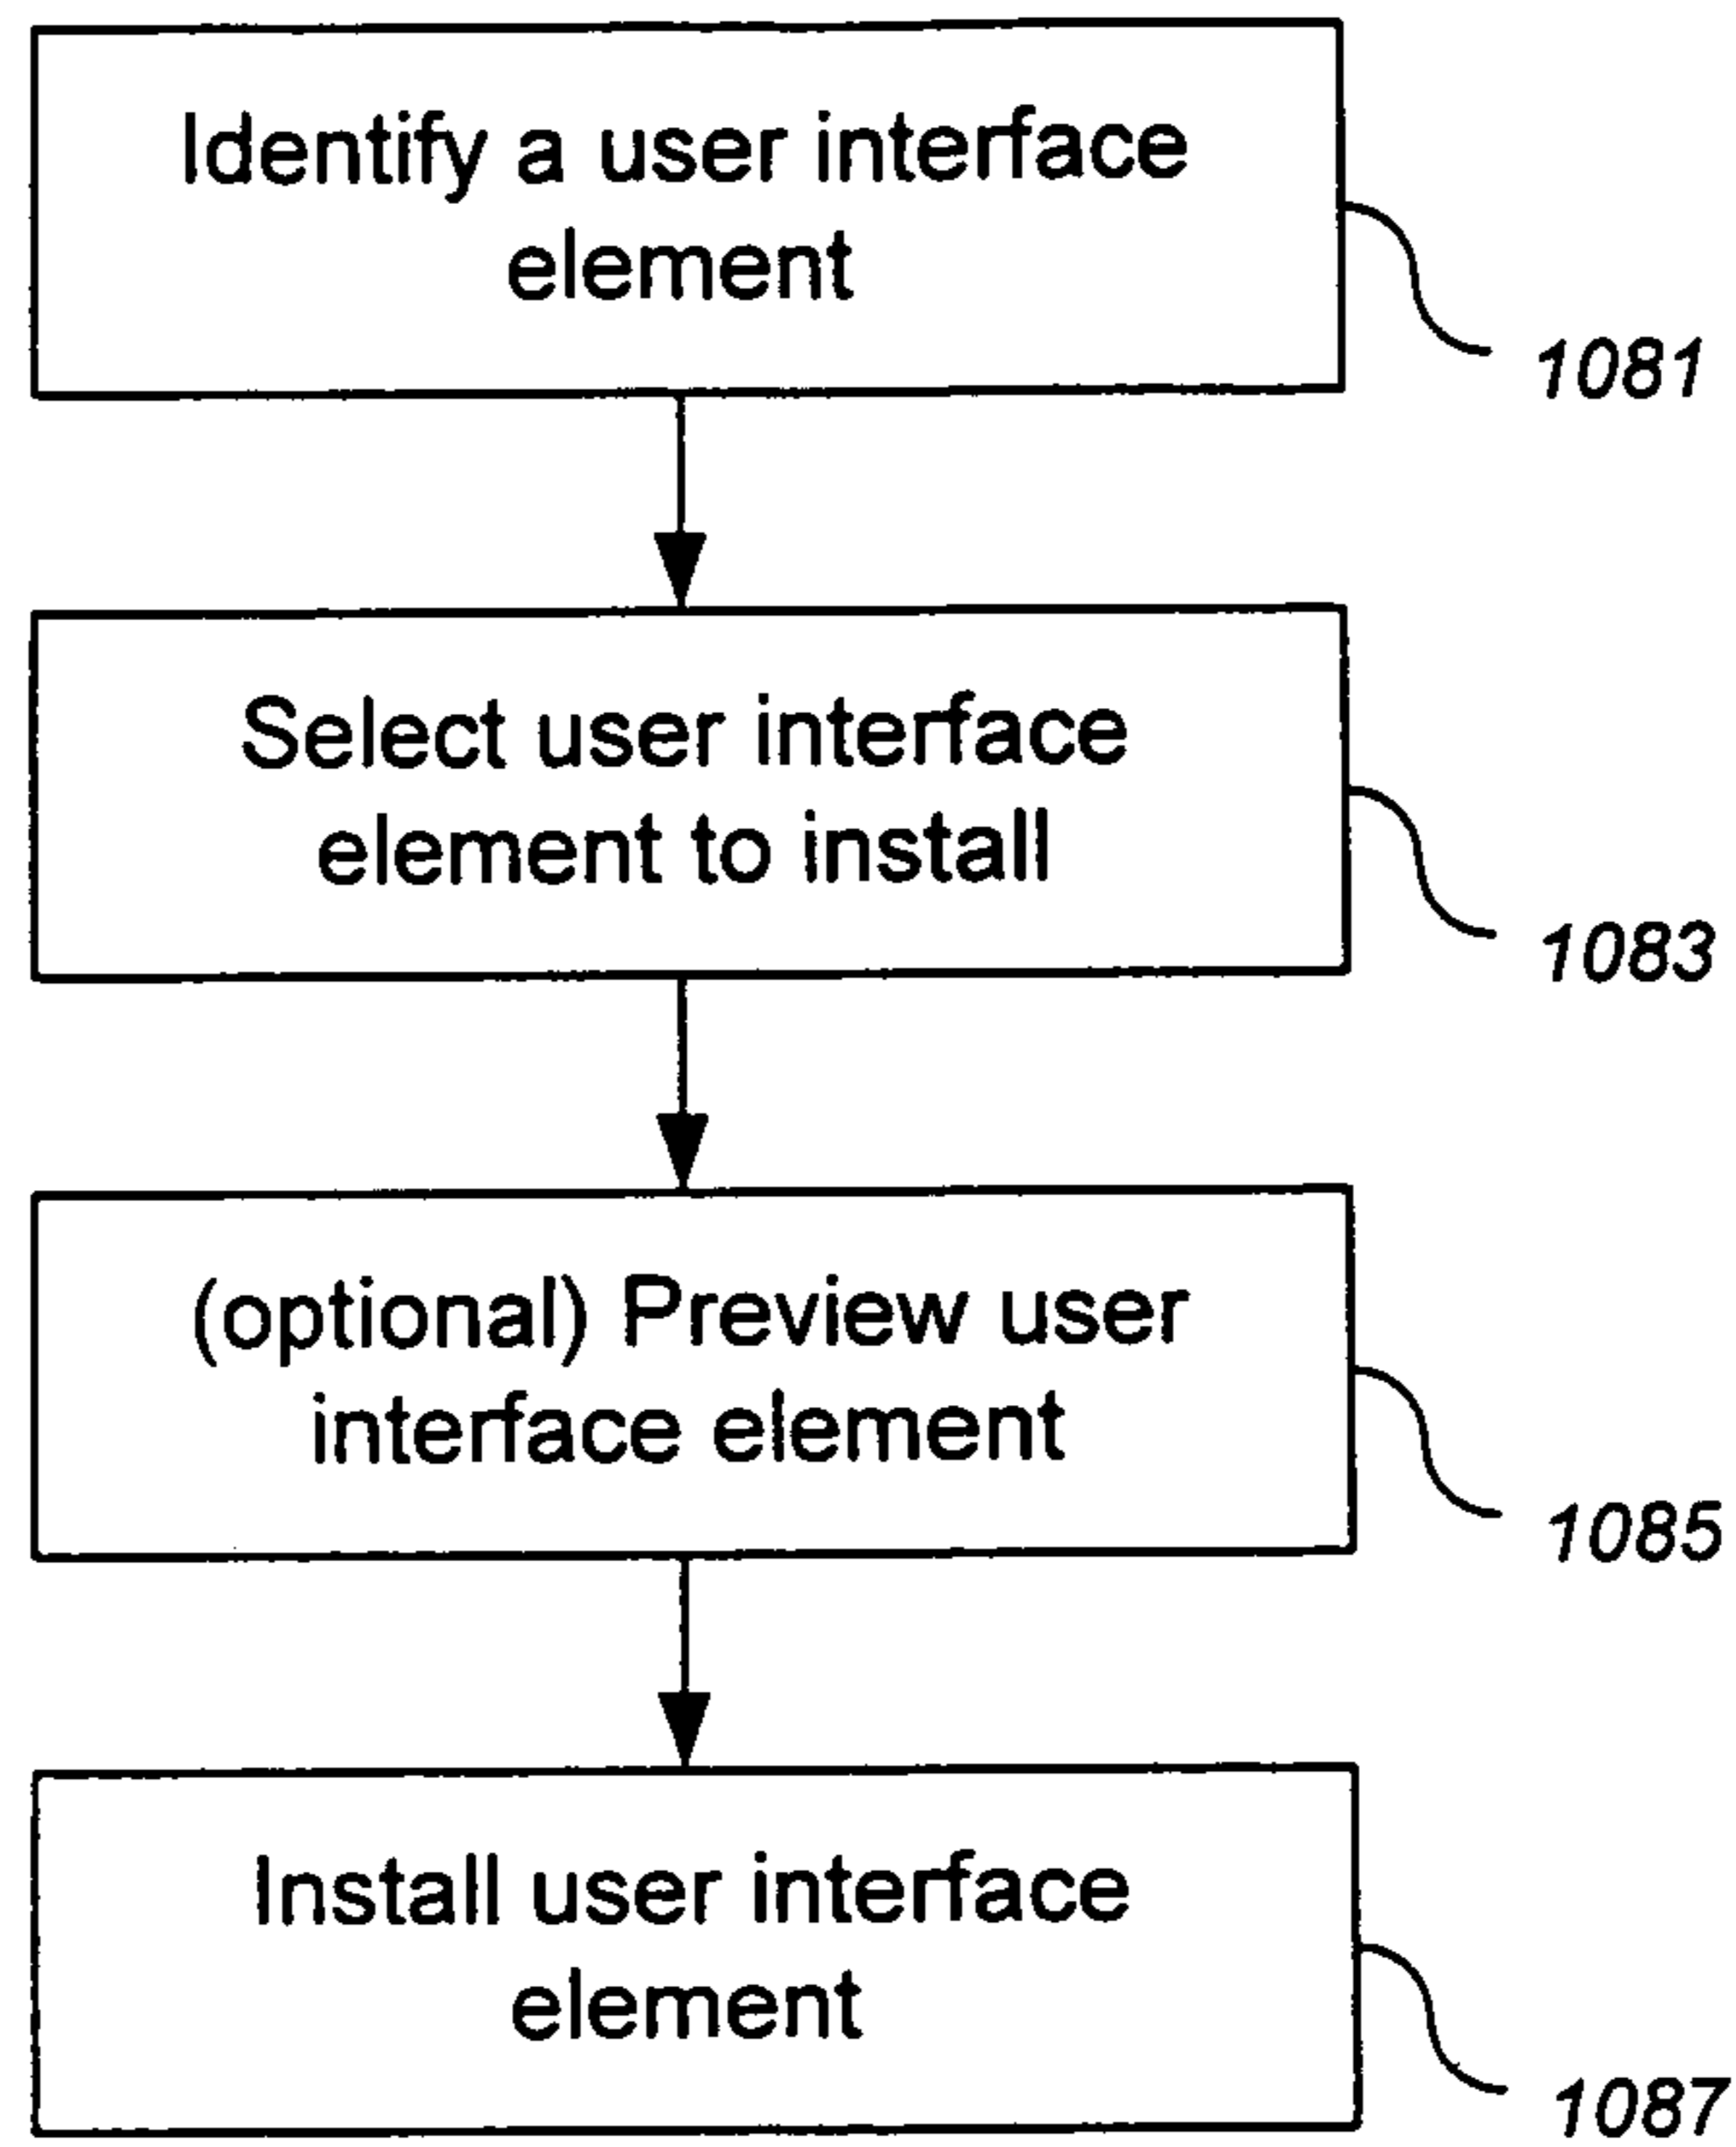 Identify a user interface
element
1081
Select user interface
element to install
1083
(optional) Preview user
interface element
1085
Install user interface
element
1087